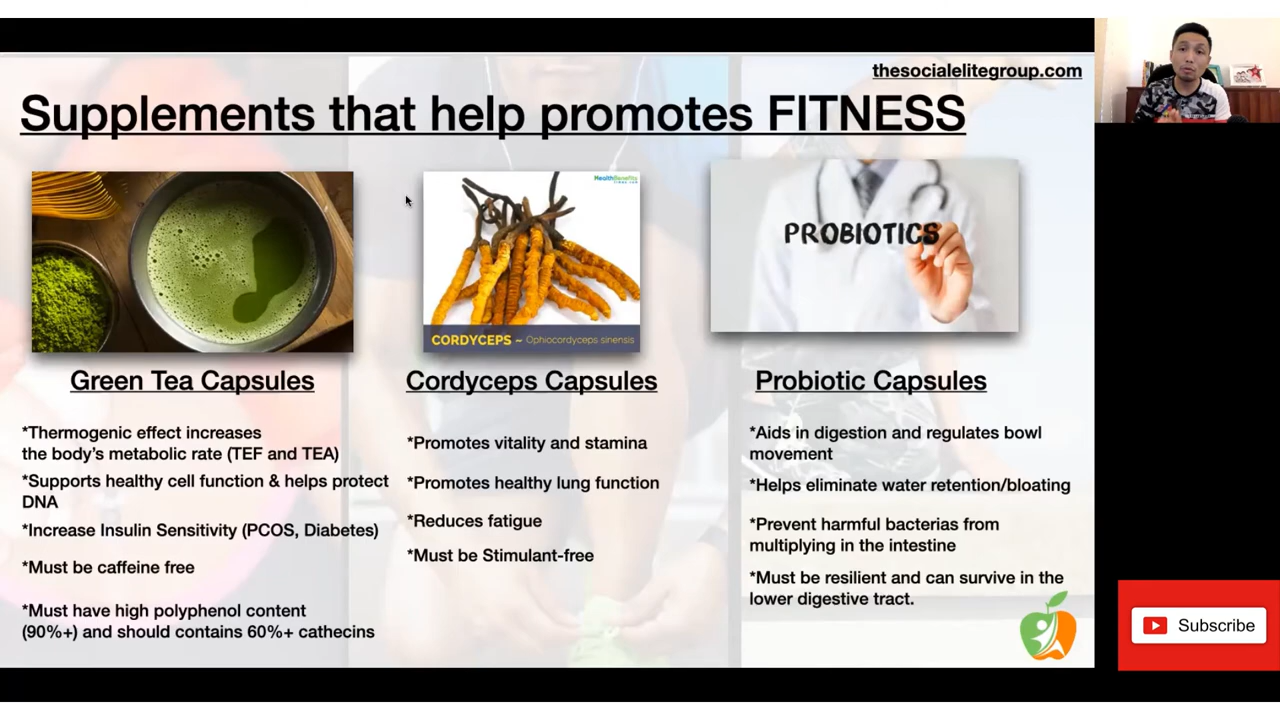 thesocialelitegroup.com
Supplements that help promotes FITNESS
HealthBenefits
PROBIOTICS
CORDYCEPS ~ Ophiocordyceps sinensis
Green Tea Capsules
*Thermogenic effect increases
the body's metabolic rate (TEF and TEA)
*Supports healthy cell function & helps protect
DNA
*Increase Insulin Sensitivity (PCOS, Diabetes)
*Must be caffeine free
*Must have high polyphenol content
(90%+) and should contains 60%+ cathecins
Cordyceps Capsules
*Promotes vitality and stamina
*Promotes healthy lung function
*Reduces fatigue
*Must be Stimulant-free
Probiotic Capsules
*Aids in digestion and regulates bowl
movement
*Helps eliminate water retention/bloating
*Prevent harmful bacterias from
multiplying in the intestine
*Must be resilient and can survive in the
lower digestive tract.
Subscribe